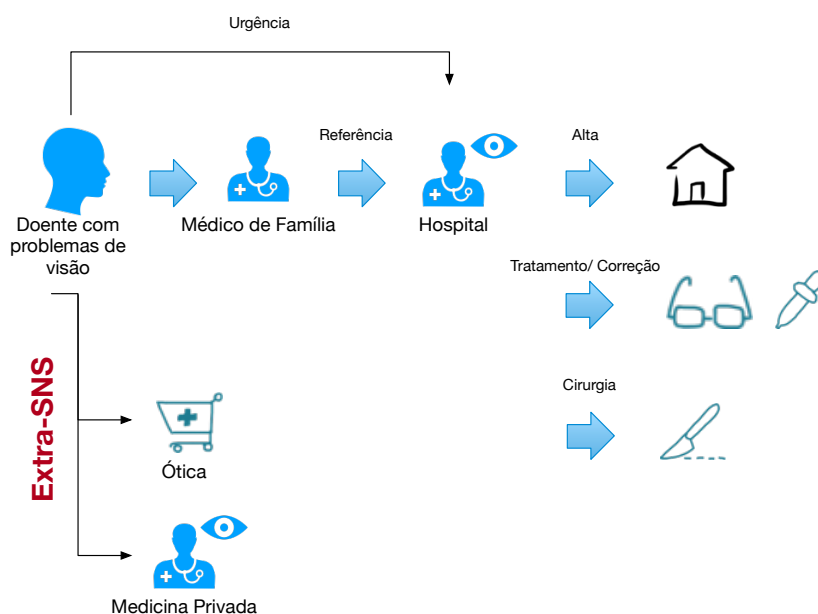 Urgência
Referência
Alta
Doente com
problemas de
visão
Médico de Família
Hospital
Tratamento/ Correção
Cirurgia
Extra-SNS
Ótica
Medicina Privada